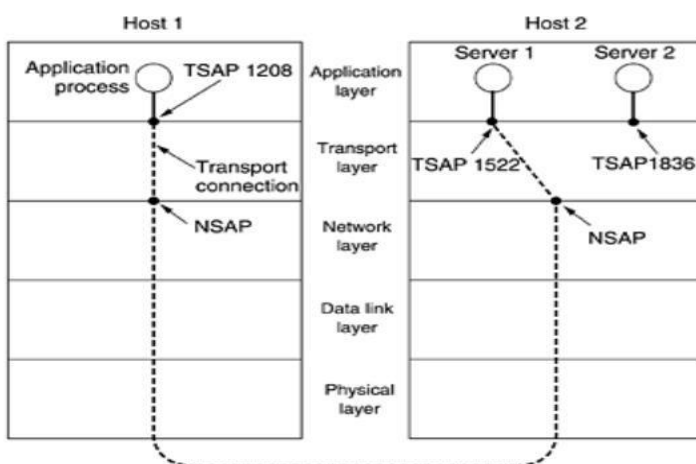 Host 1
Host 2
Application
process
TSAP 1208
Application
layer
Server 1
Server 2
Transport
connection
Transport
layer
TSAP 1522
TSAP1836
NSAP
Network
layer
NSAP
Data link
layer
Physical
layer